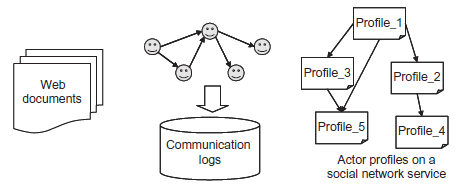 Web
documents
Communication
logs
Profile_1
Profile_3
Profile_2
Profile_5
Profile_4
Actor profiles on a
social network service